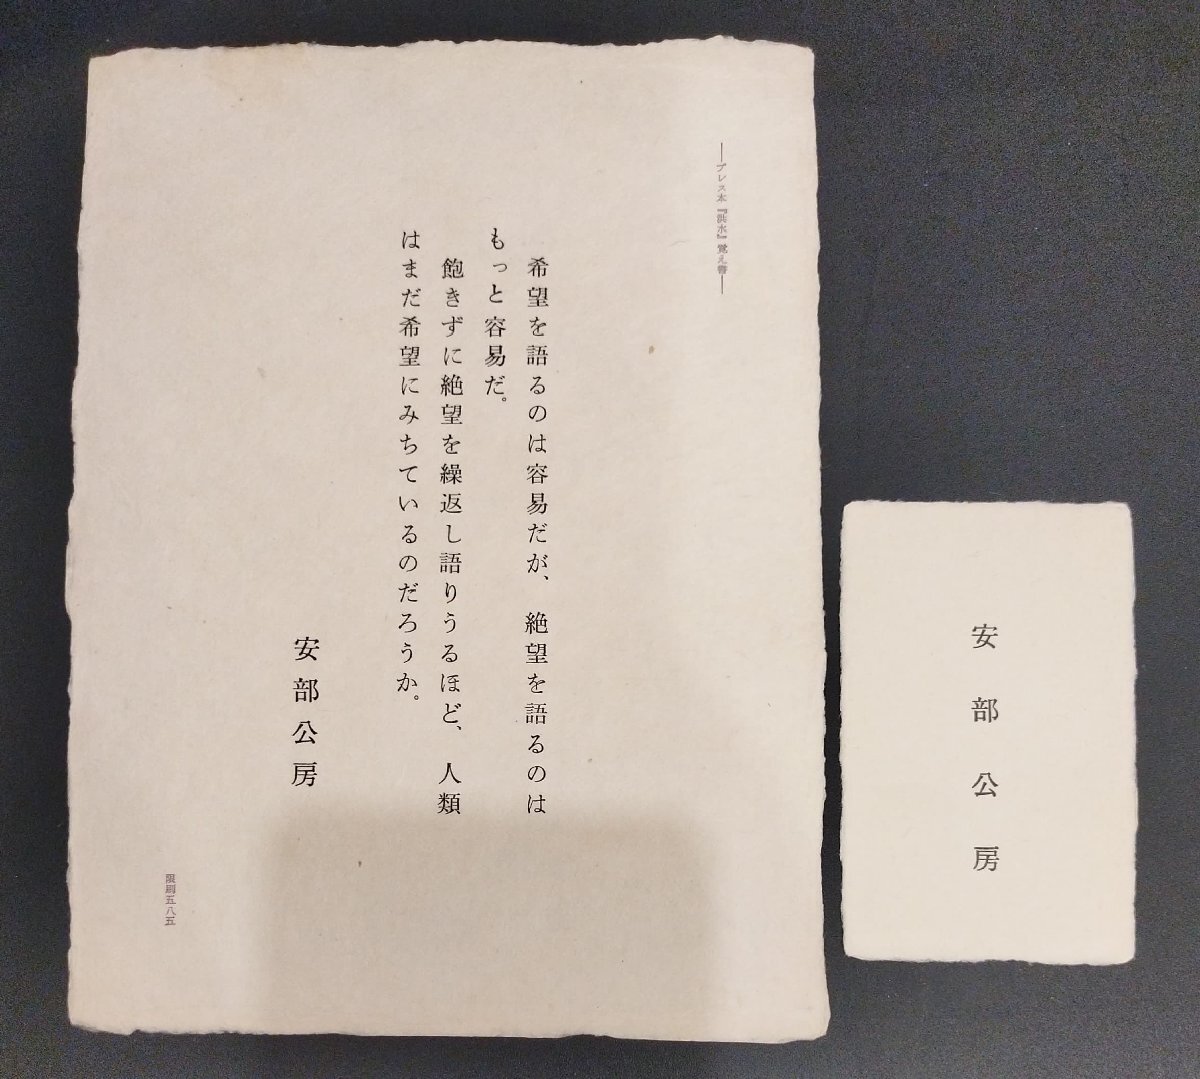 ――プレス本『洪水』覚え書――
希望を語るのは容易だが、絶望を語るのは
もっと容易だ。
飽きずに絶望を繰返し語りうるほど、人類
はまだ希望にみちているのだろうか。
安部公房
限刷五八五
安部公房